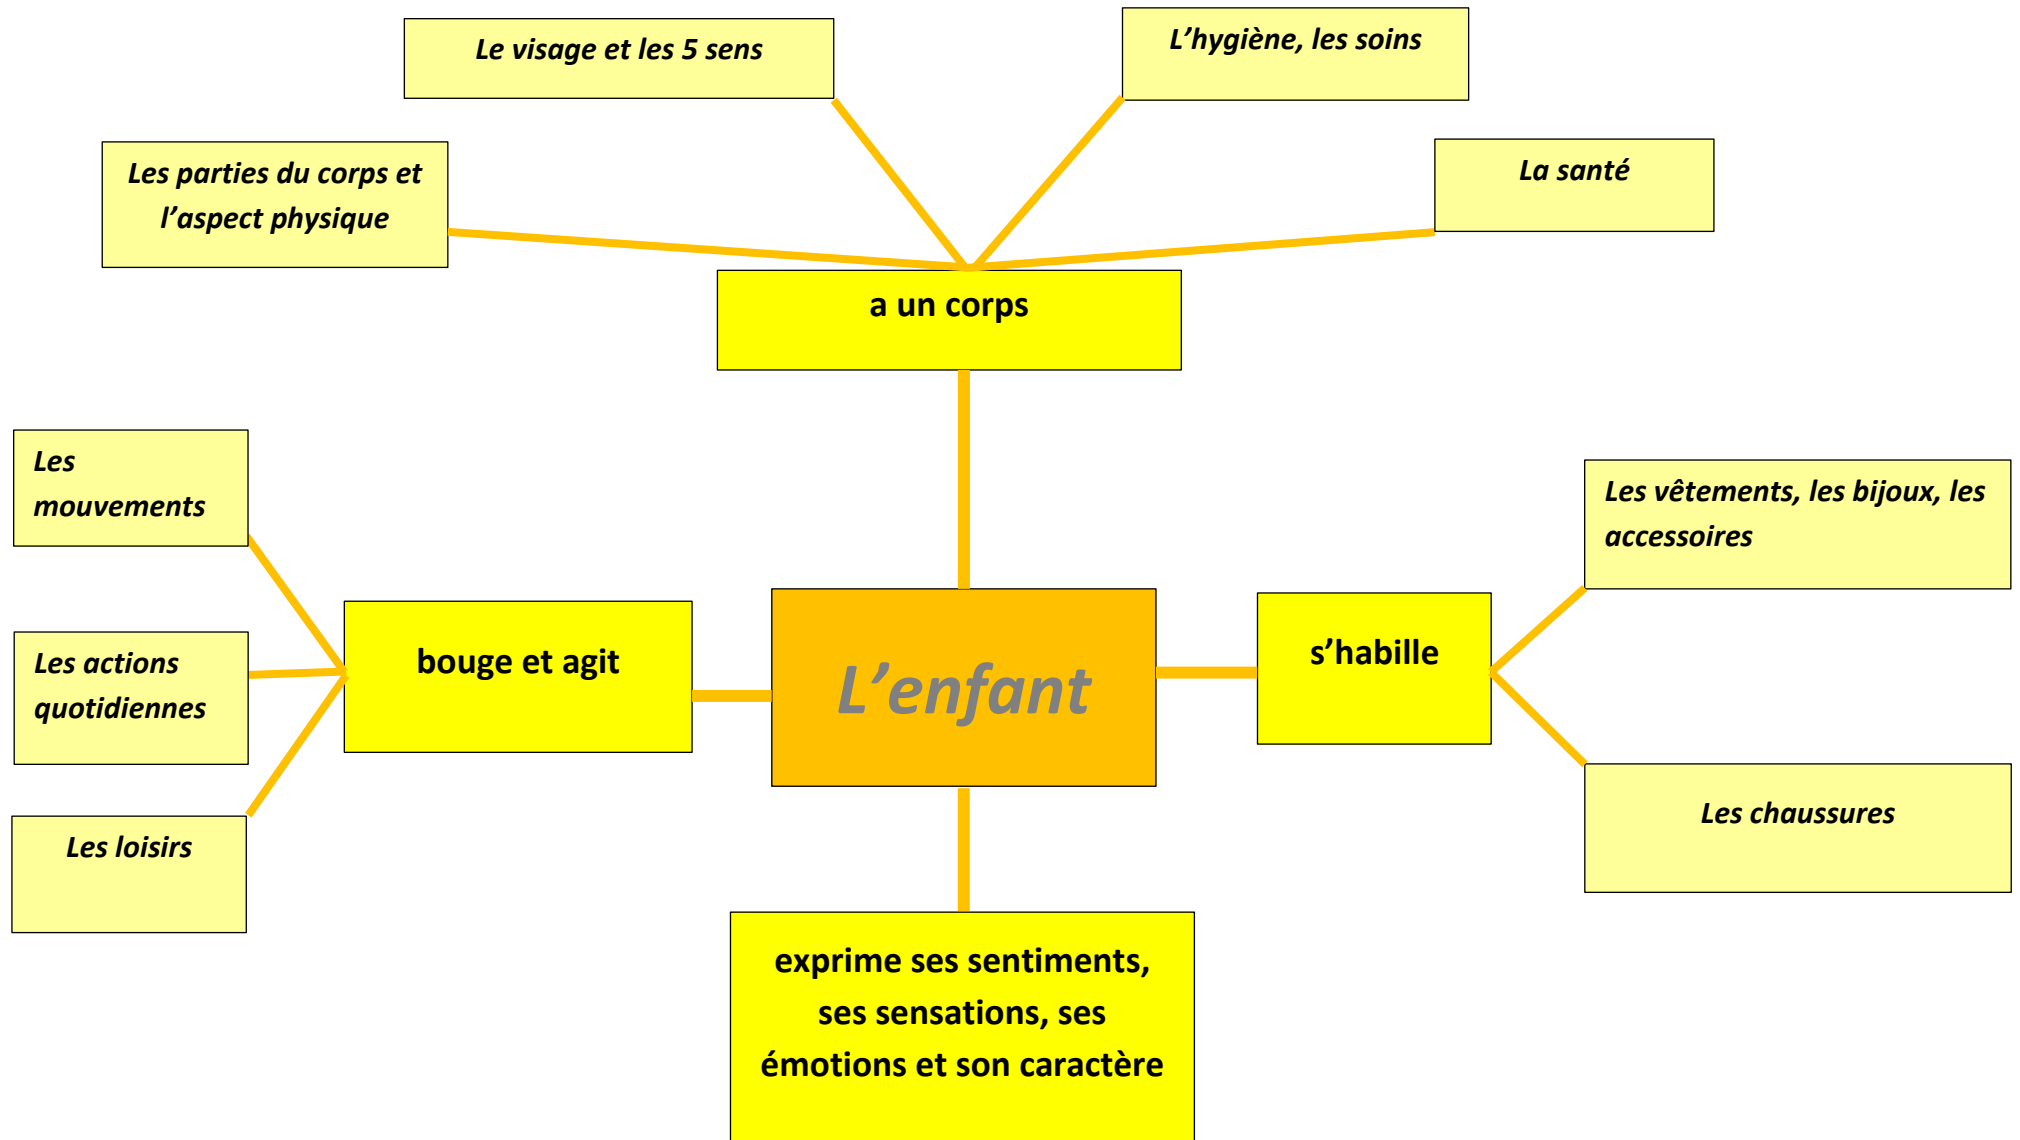 Le visage et les 5 sens
L’hygiène, les soins
Les parties du corps et
l’aspect physique
La santé
a un corps
Les
mouvements
Les vêtements, les bijoux, les
accessoires
Les actions
quotidiennes
bouge et agit
L’enfant
s’habille
Les loisirs
Les chaussures
exprime ses sentiments,
ses sensations, ses
émotions et son caractère